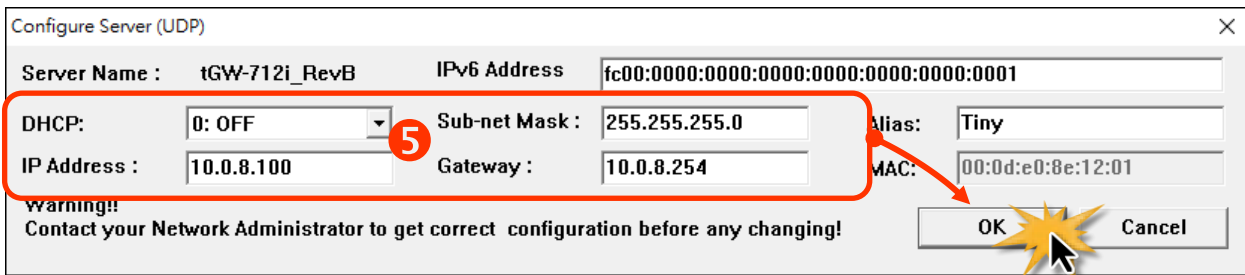 Configure Server (UDP)
Server Name : tGW-712i_RevB IPv6 Address fc00:0000:0000:0000:0000:0000:0000:0001
DHCP: 0: OFF Sub-net Mask : 255.255.255.0 Alias: Tiny
5
IP Address : 10.0.8.100 Gateway : 10.0.8.254 MAC: 00:0d:e0:8e:12:01
Warning!!
Contact your Network Administrator to get correct configuration before any changing!
OK Cancel